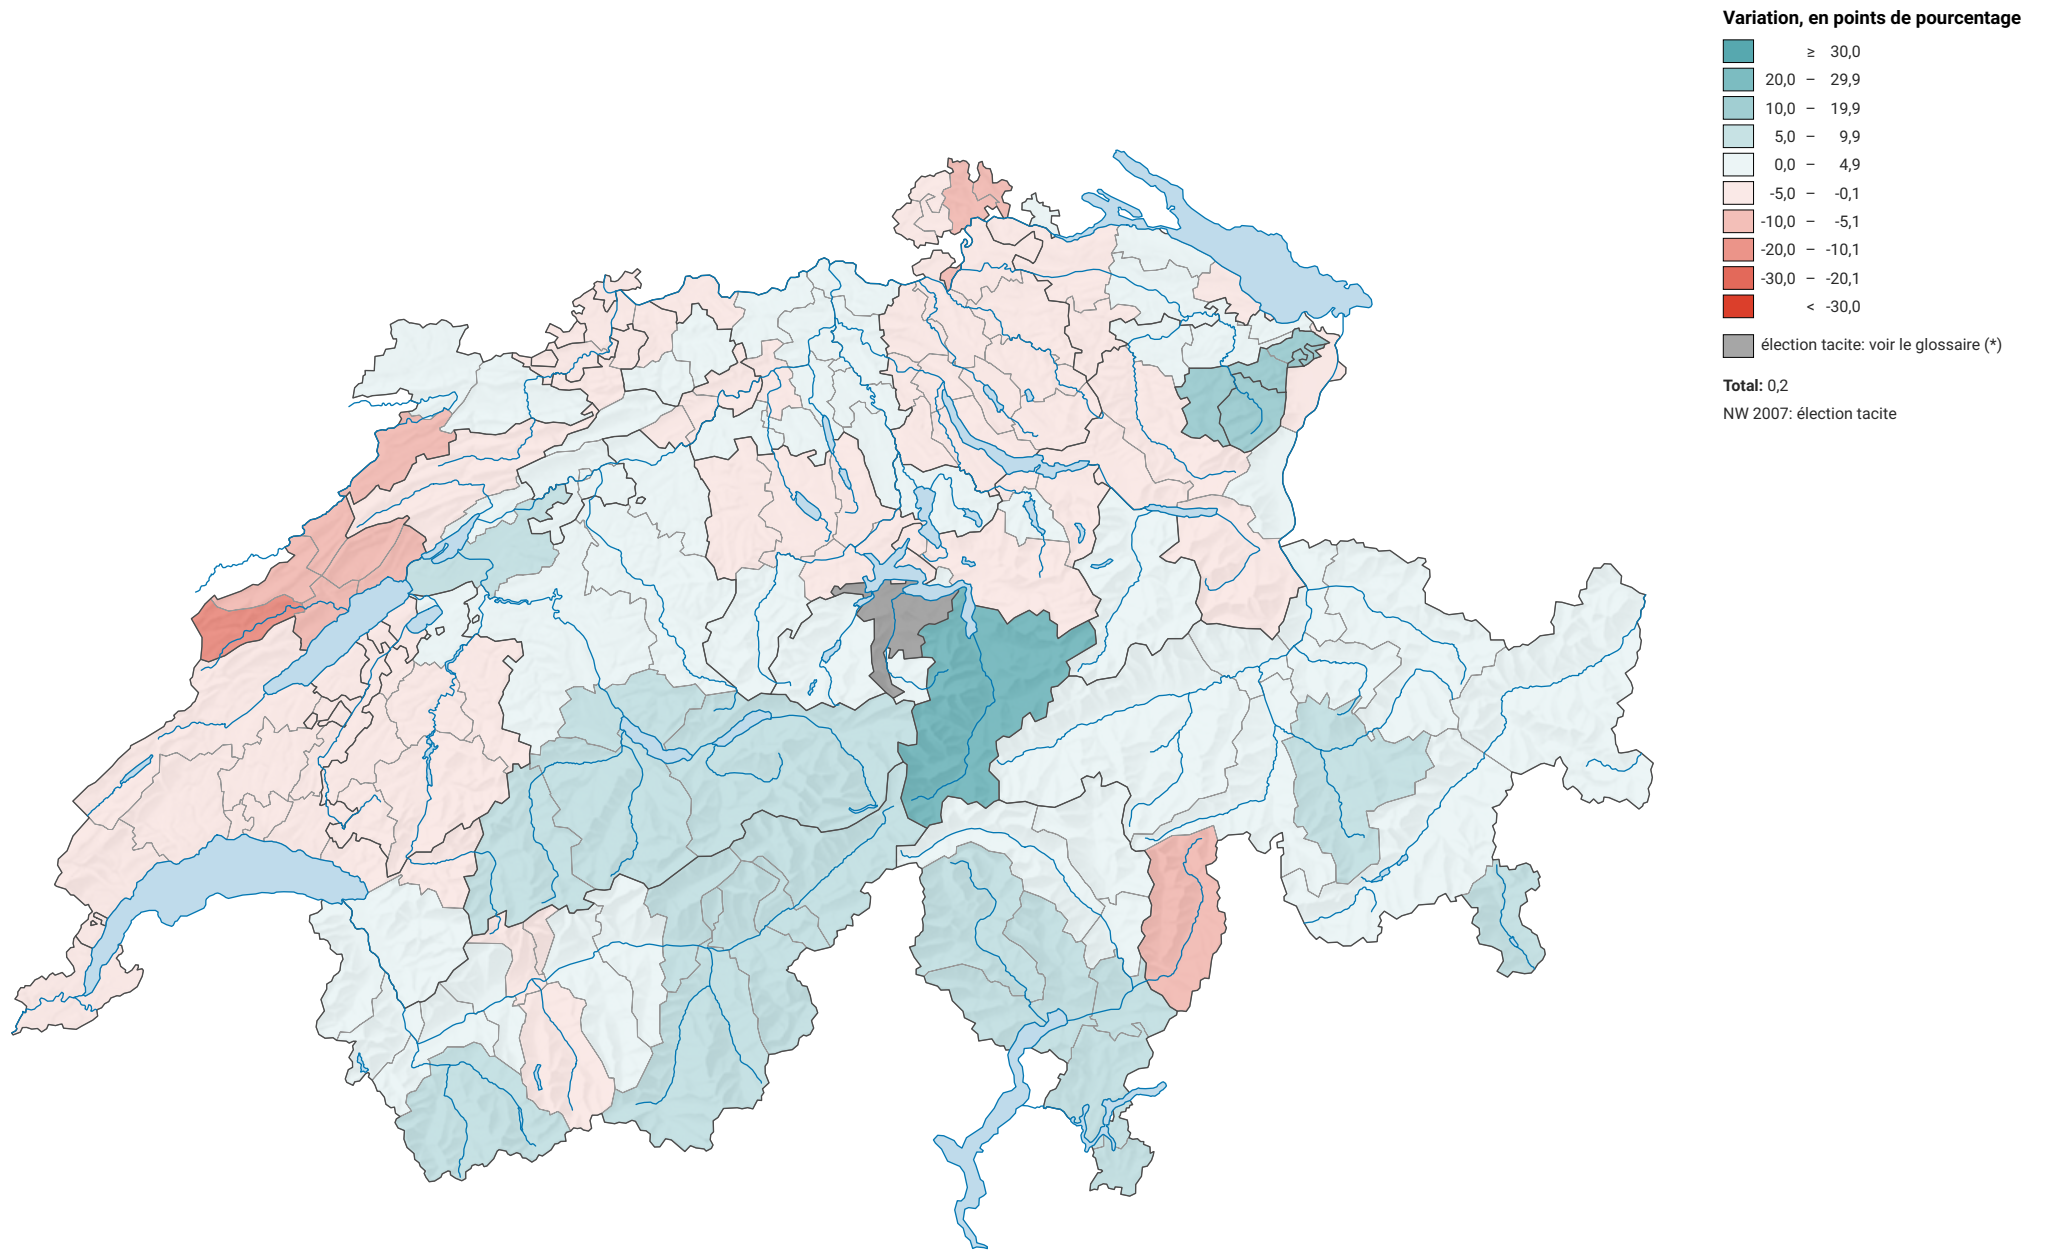 Variation, en points de pourcentage
≥ 30,0
20,0 – 29,9
10,0 – 19,9
5,0 – 9,9
0,0 – 4,9
-5,0 – -0,1
-10,0 – -5,1
-20,0 – -10,1
-30,0 – -20,1
< -30,0
élection tacite: voir le glossaire (*)
Total: 0,2
NW 2007: élection tacite